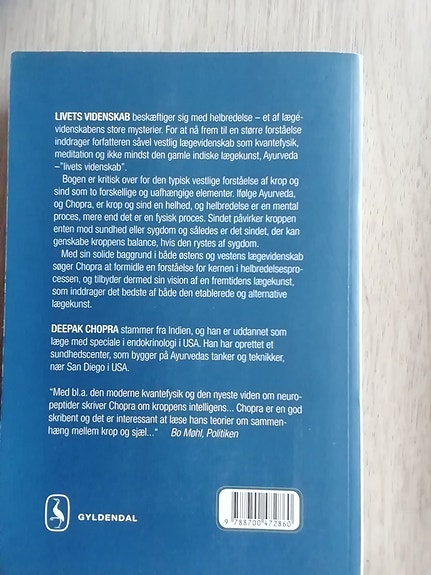 LIVETS VIDENSKAB beskæftiger sig med helbredelse – et af læge-
videnskabens store mysterier. For at nå frem til en større forståelse
inddrager forfatteren såvel vestlig lægevidenskab som kvantefysik,
meditation og ikke mindst den gamle indiske lægekunst, Ayurveda
–"livets videnskab".
Bogen er kritisk over for den typisk vestlige forståelse af krop og
sind som to forskellige og uafhængige elementer. Ifølge Ayurveda,
og Chopra, er krop og sind en helhed, og helbredelse er en mental
proces, mere end det er en fysisk proces. Sindet påvirker kroppen
enten mod sundhed eller sygdom og således er det sindet, der kan
genskabe kroppens balance, hvis den rystes af sygdom.
Med sin solide baggrund i både østens og vestens lægevidenskab
søger Chopra at formidle en forståelse for kernen i helbredelsespro-
cessen, og tilbyder dermed sin vision af en fremtidens lægekunst,
som inddrager det bedste af både den etablerede og alternative
lægekunst.
DEEPAK CHOPRA stammer fra Indien, og han er uddannet som
læge med speciale i endokrinologi i USA. Han har oprettet et
sundhedscenter, som bygger på Ayurvedas tanker og teknikker,
nær San Diego i USA.
"Med bl.a. den moderne kvantefysik og den nyeste viden om neuro-
peptider skriver Chopra om kroppens intelligens... Chopra er en god
skribent og det er interessant at læse hans teorier om sammen-
hæng mellem krop og sjæl..." Bo Møhl, Politiken
GYLDENDAL
9 788700 472860